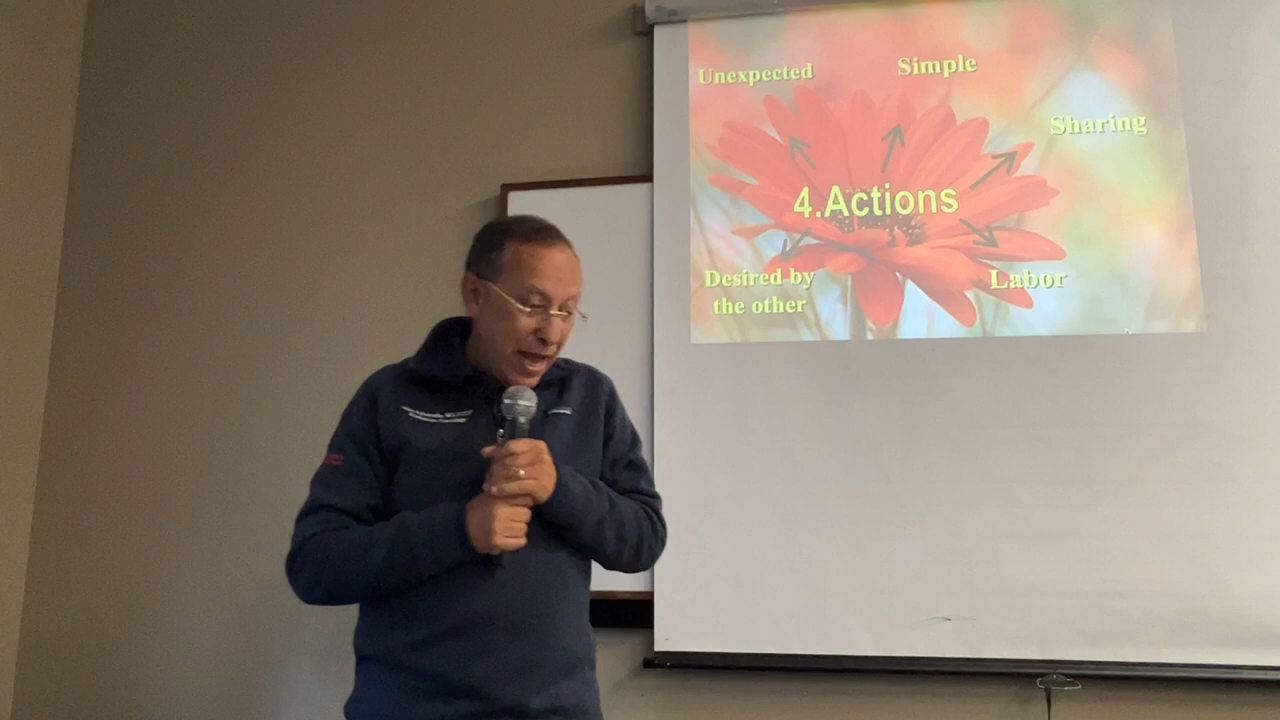 Unexpected
Simple
Sharing
4.Actions
Desired by
the other
Labor